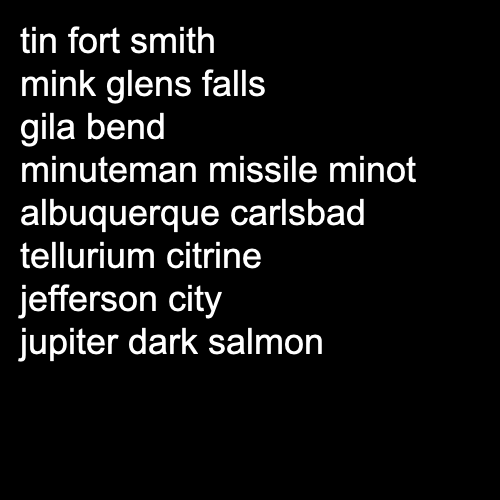 tin fort smith
mink glens falls
gila bend
minuteman missile minot
albuquerque carlsbad
tellurium citrine
jefferson city
jupiter dark salmon